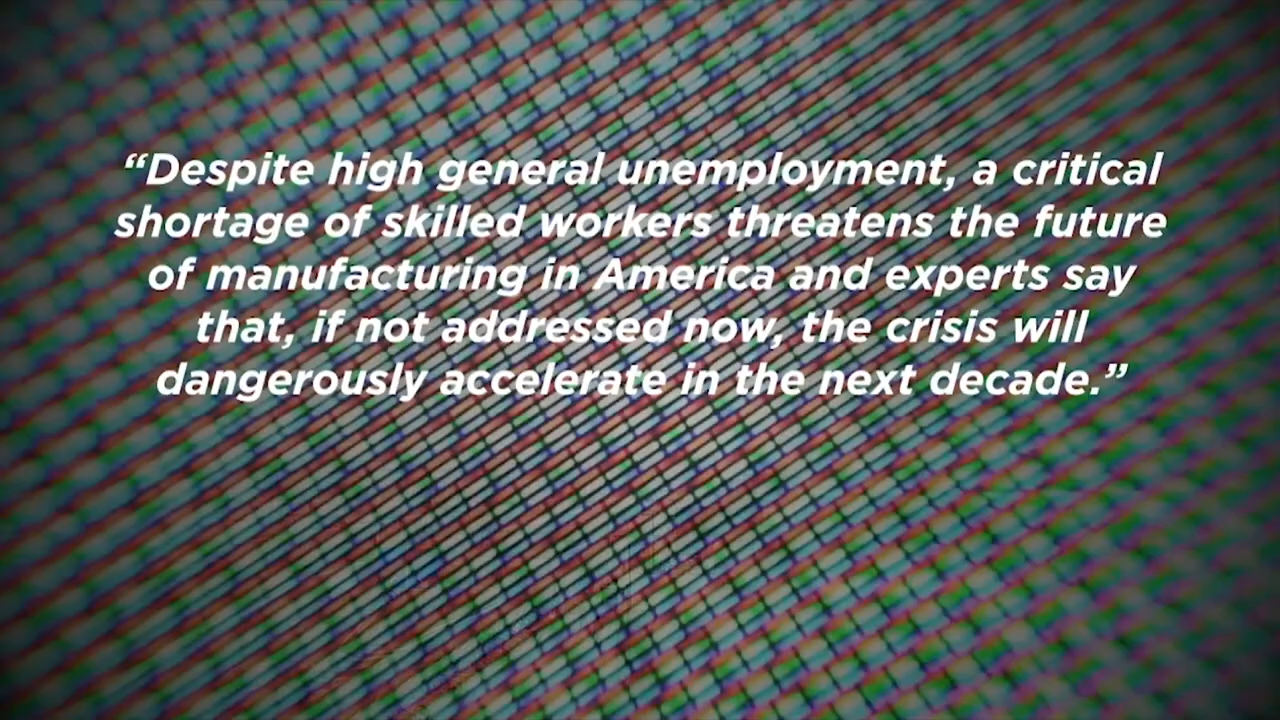 “Despite high general unemployment, a critical
shortage of skilled workers threatens the future
of manufacturing in America and experts say
that, if not addressed now, the crisis will
dangerously accelerate in the next decade.”